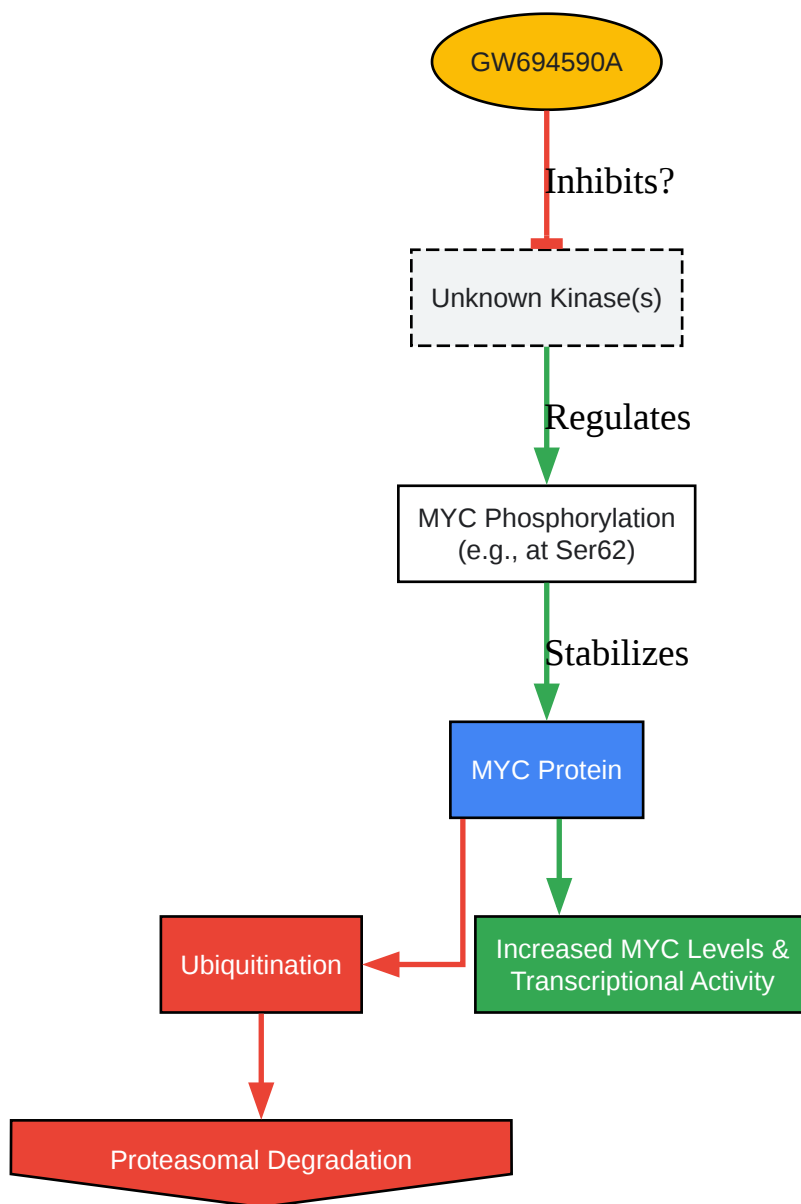 GW694590A
Inhibits?
Unknown Kinase(s)
Regulates
MYC Phosphorylation
(e.g., at Ser62)
Stabilizes
MYC Protein
Ubiquitination
Increased MYC Levels &
Transcriptional Activity
Proteasomal Degradation